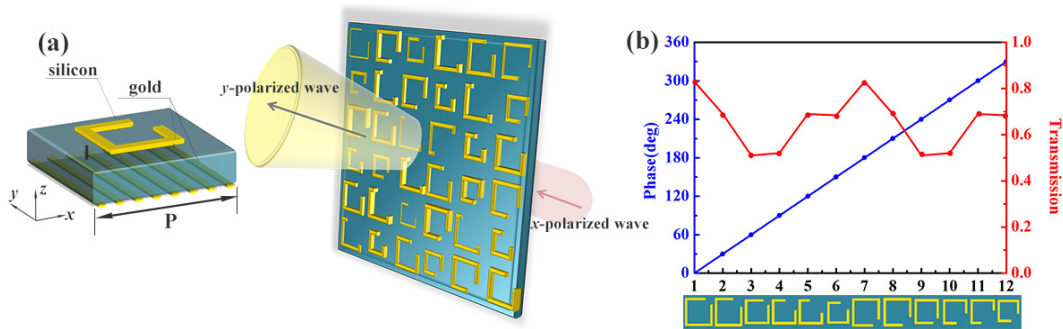 (a)
silicon
gold
y
z
x
P
y-polarized wave
x-polarized wave
(b)
360
300
240
180
120
60
0
Phase(deg)
1.0
0.8
0.6
0.4
0.2
0.0
Transmission
1 2 3 4 5 6 7 8 9 10 11 12